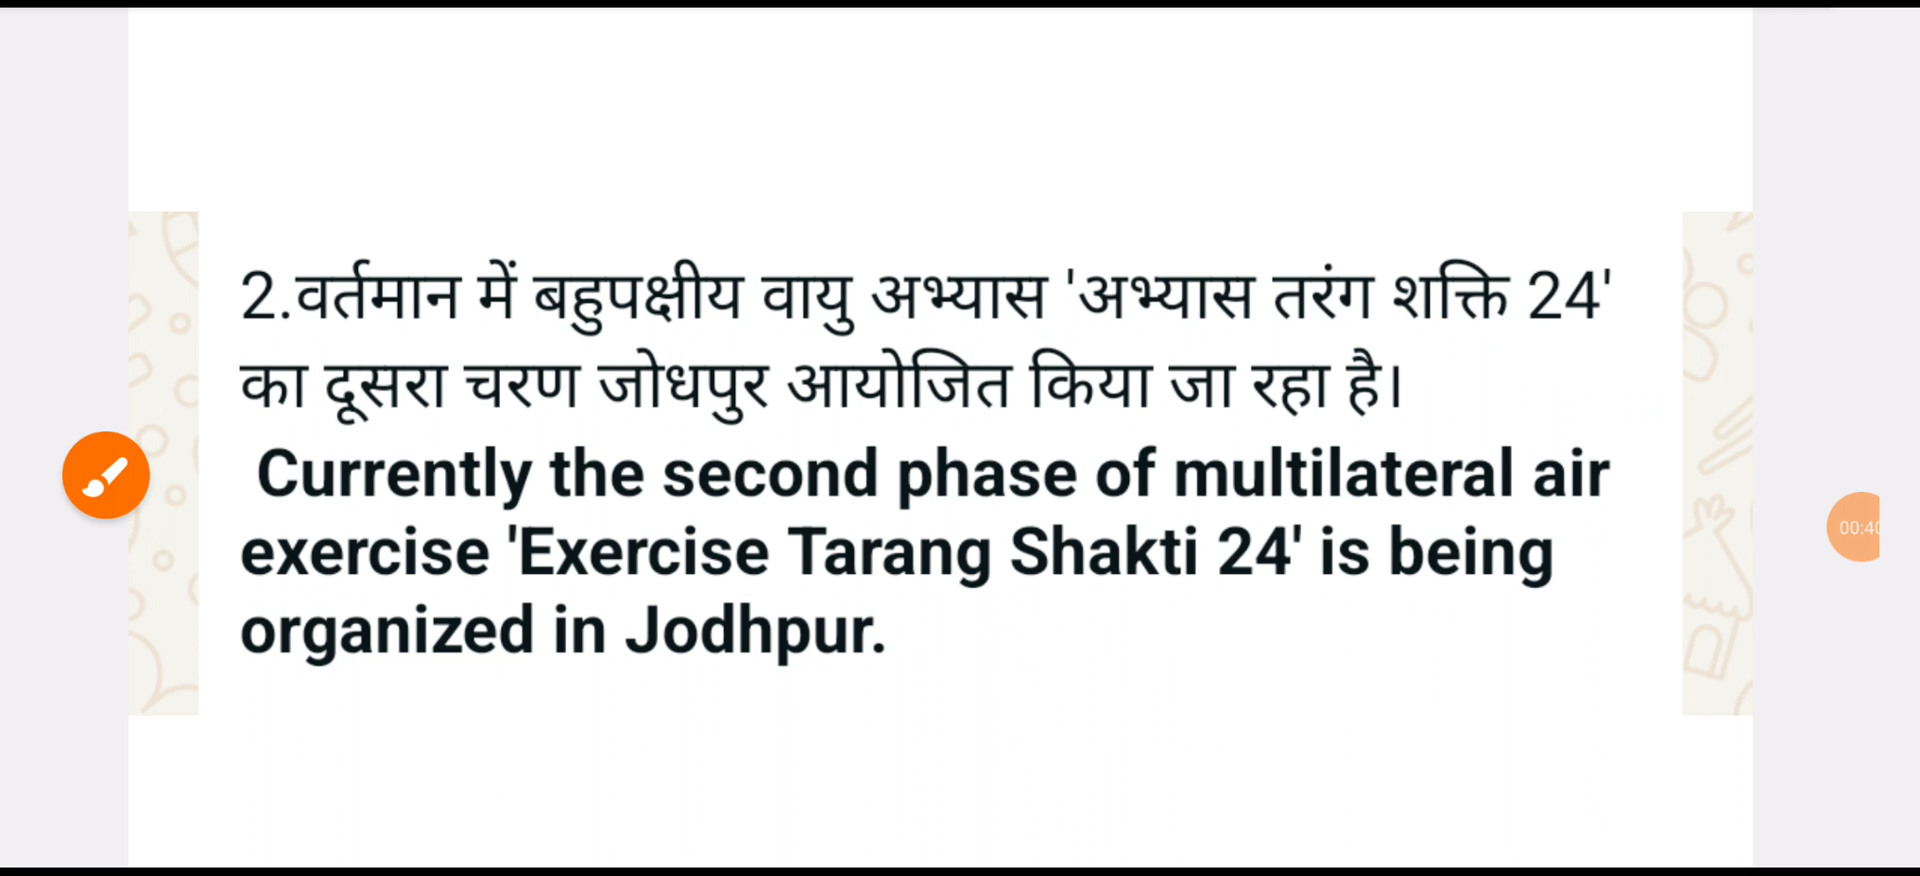 2.वर्तमान में बहुपक्षीय वायु अभ्यास 'अभ्यास तरंग शक्ति 24'
का दूसरा चरण जोधपुर आयोजित किया जा रहा है।
Currently the second phase of multilateral air
exercise 'Exercise Tarang Shakti 24' is being
organized in Jodhpur.